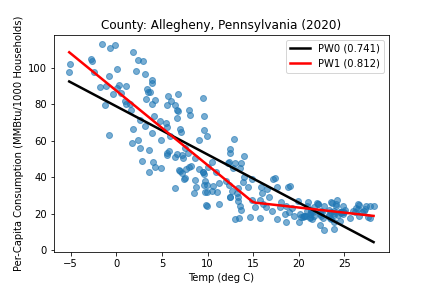 County: Allegheny, Pennsylvania (2020)
PW0 (0.741)
PW1 (0.812)
Per-Capita Consumption (MMBtu/1000 Households)
100
80
60
40
20
0
−5 0 5 10 15 20 25
Temp (deg C)